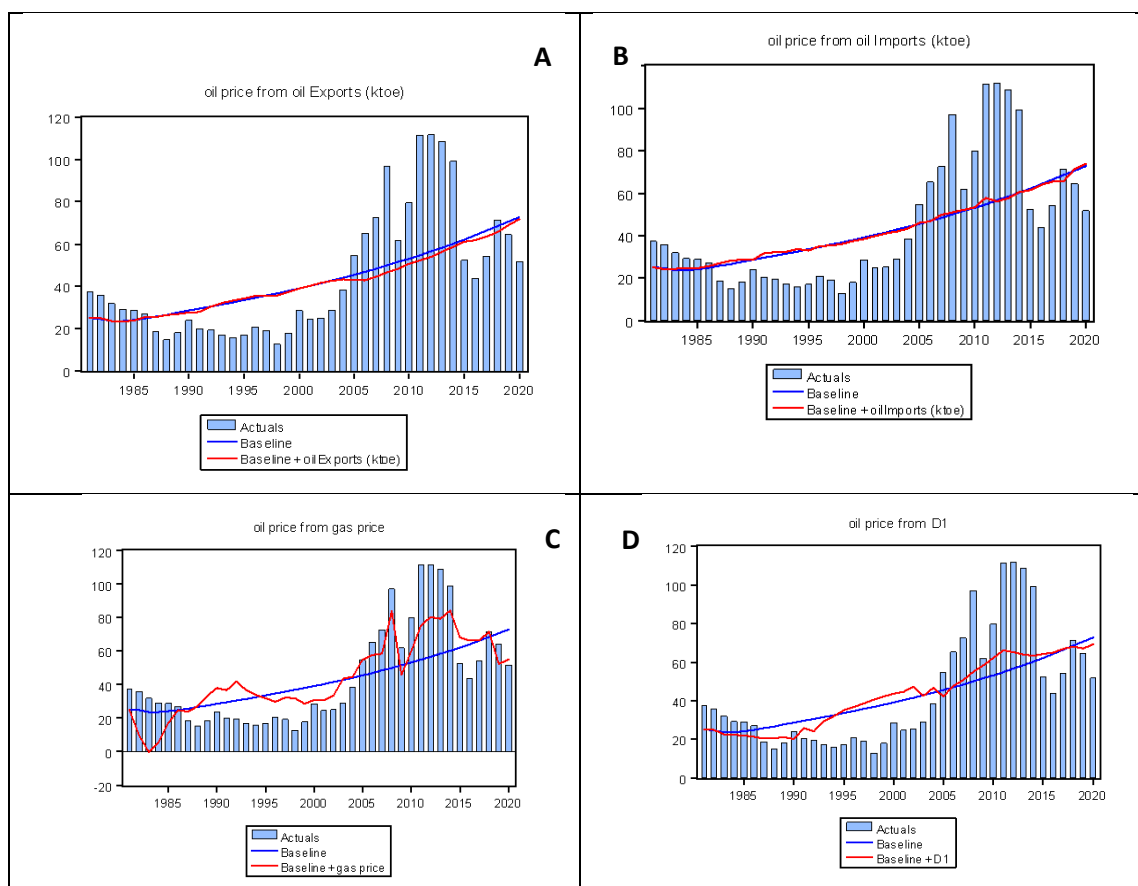 A
oil price from oil Exports (ktoe)
120
100
80
60
40
20
0
1985 1990 1995 2000 2005 2010 2015 2020
Actuals
Baseline
Baseline + oil Exports (ktoe)
B
oil price from oil Imports (ktoe)
100
80
60
40
20
0
1985 1990 1995 2000 2005 2010 2015 2020
Actuals
Baseline
Baseline + oilImports (ktoe)
C
oil price from gas price
120
100
80
60
40
20
0
-20
1985 1990 1995 2000 2005 2010 2015 2020
Actuals
Baseline
Baseline + gas price
D
oil price from D1
120
100
80
60
40
20
0
1985 1990 1995 2000 2005 2010 2015 2020
Actuals
Baseline
Baseline + D1